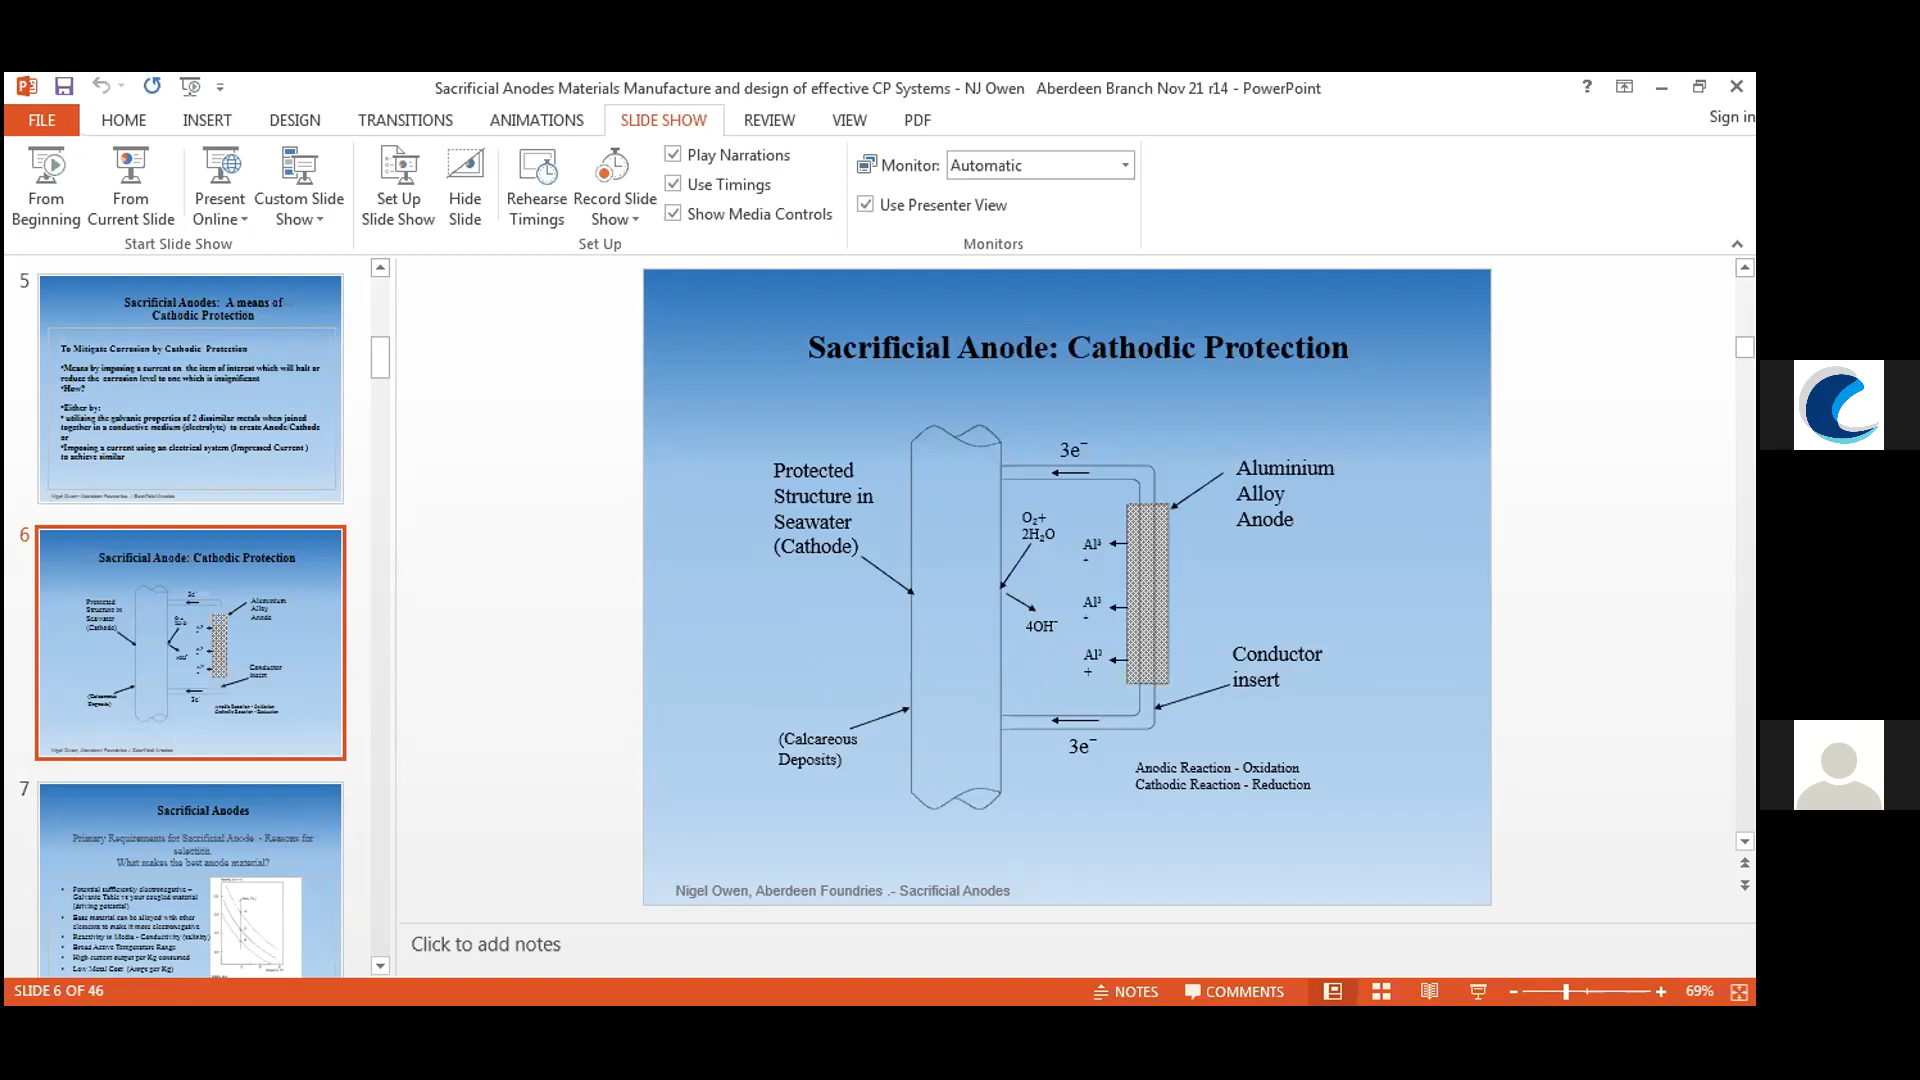 Sacrificial Anodes Materials Manufacture and design of effective CP Systems - NJ Owen   Aberdeen Branch Nov 21 r14 - PowerPoint
?
FILE HOME INSERT DESIGN TRANSITIONS ANIMATIONS SLIDE SHOW REVIEW VIEW PDF
Sign in
From Beginning
From Current Slide
Present Online
Custom Slide Show
Set Up Slide Show
Hide Slide
Rehearse Timings
Record Slide Show
Play Narrations
Use Timings
Show Media Controls
Monitor: Automatic
Use Presenter View
Start Slide Show
Set Up
Monitors
5
Sacrificial Anodes: A means of
Cathodic Protection
To Mitigate Corrosion by Cathodic Protection
•Means by imposing a current on the item of interest which will halt or
reduce the corrosion level to one which is insignificant
•How?
•Either by:
• utilising the galvanic properties of 2 dissimilar metals when joined
together in a conductive medium (electrolyte) to create Anode/Cathode
or
•Imposing a current using an electrical system (Impressed Current )
to achieve similar
6
Sacrificial Anode: Cathodic Protection
Protected
Structure in
Seawater
(Cathode)
3e⁻
Aluminium
Alloy
Anode
Conductor
insert
(Calcareous
Deposits)
3e⁻
Anodic Reaction - Oxidation
Cathodic Reaction - Reduction
7
Sacrificial Anodes
Primary Requirements for Sacrificial Anode - Reasons for
selection.
What makes the best anode material?
• Potential sufficiently electronegative –
Galvanic Table vs your coupled material
(driving potential)
• Base material can be alloyed with other
elements to make it more electronegative
• Reactivity in Media - Conductivity (salinity)
• Broad Active Temperature Range
• High current output per Kg consumed
• Low Metal Cost (Amps per Kg)
Sacrificial Anode: Cathodic Protection
Protected
Structure in
Seawater
(Cathode)
3e⁻
Aluminium
Alloy
Anode
O₂+
2H₂O
Al³
+
Al³
+
4OH⁻
Al³
+
Conductor
insert
(Calcareous
Deposits)
3e⁻
Anodic Reaction - Oxidation
Cathodic Reaction - Reduction
Nigel Owen, Aberdeen Foundries .- Sacrificial Anodes
Click to add notes
SLIDE 6 OF 46
NOTES
COMMENTS
69%